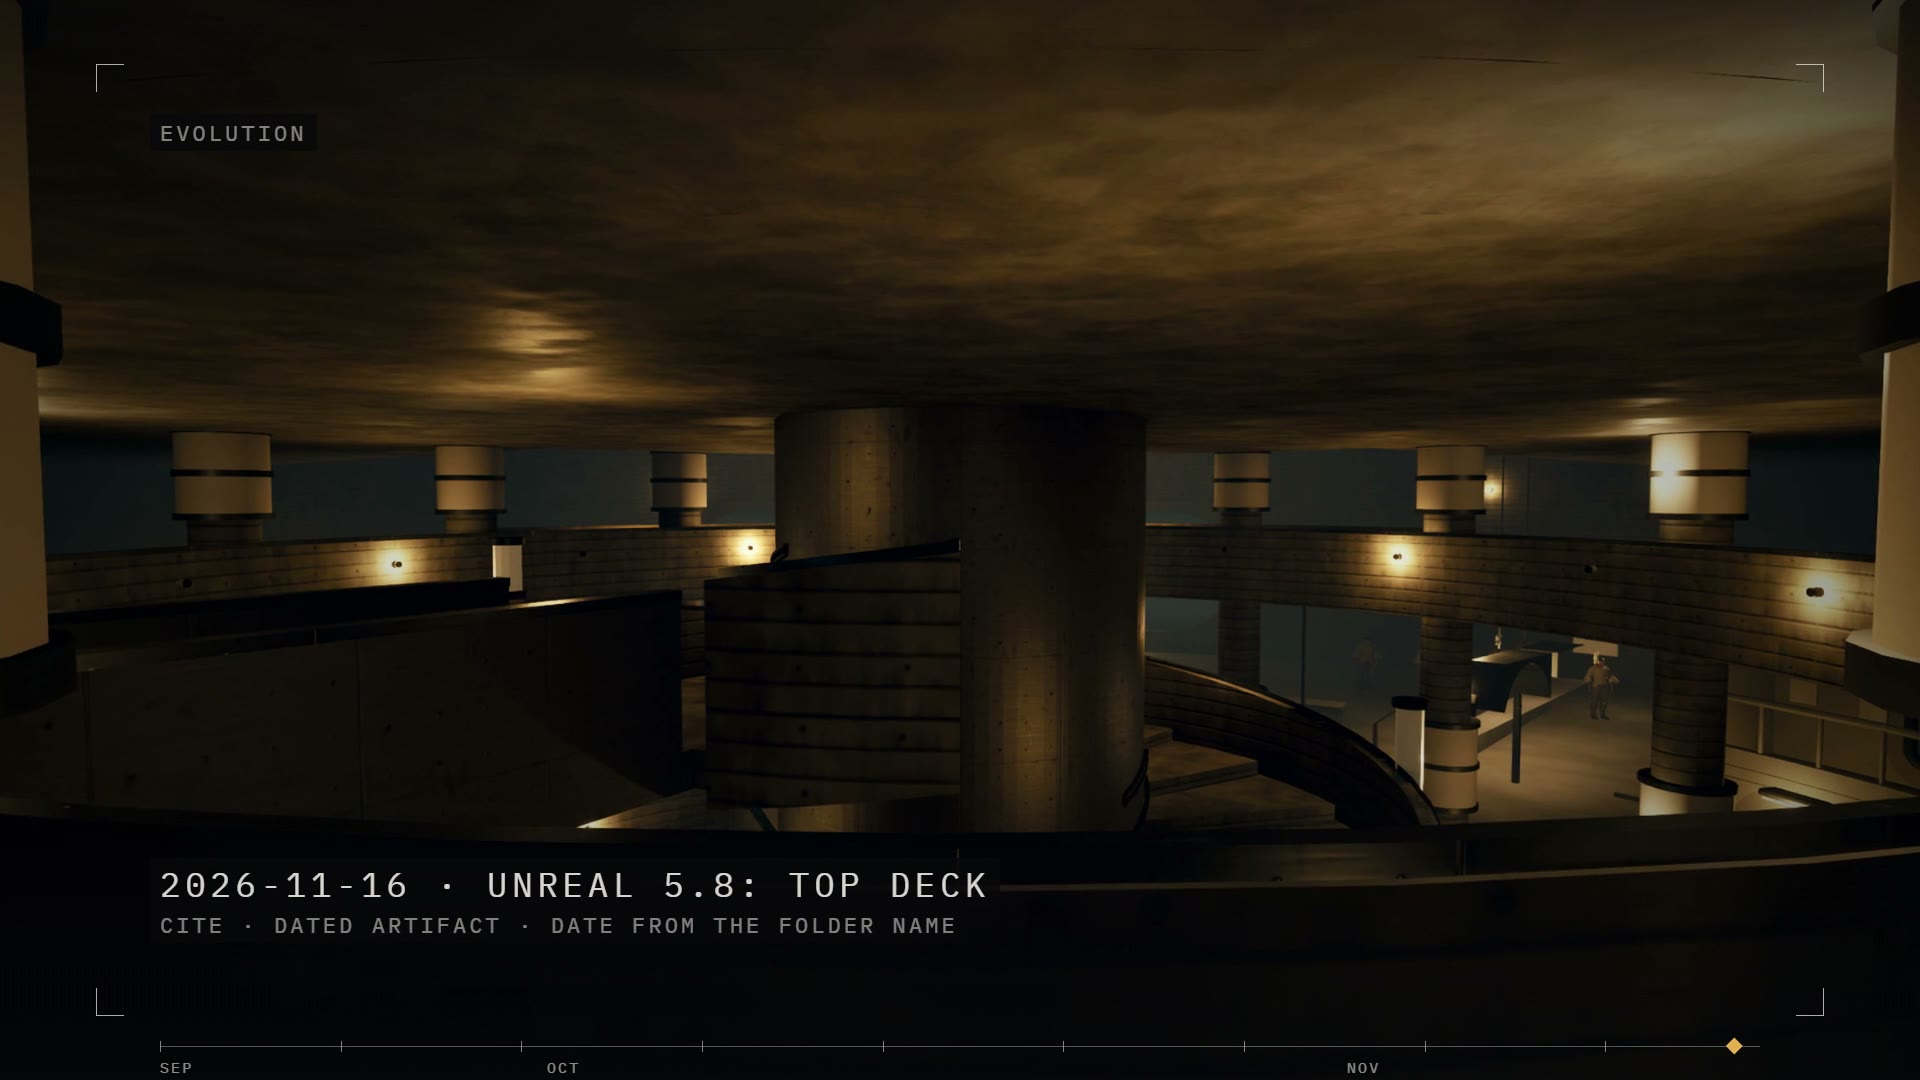 EVOLUTION
2026-11-16 · UNREAL 5.8: TOP DECK
CITE · DATED ARTIFACT · DATE FROM THE FOLDER NAME
SEP OCT NOV